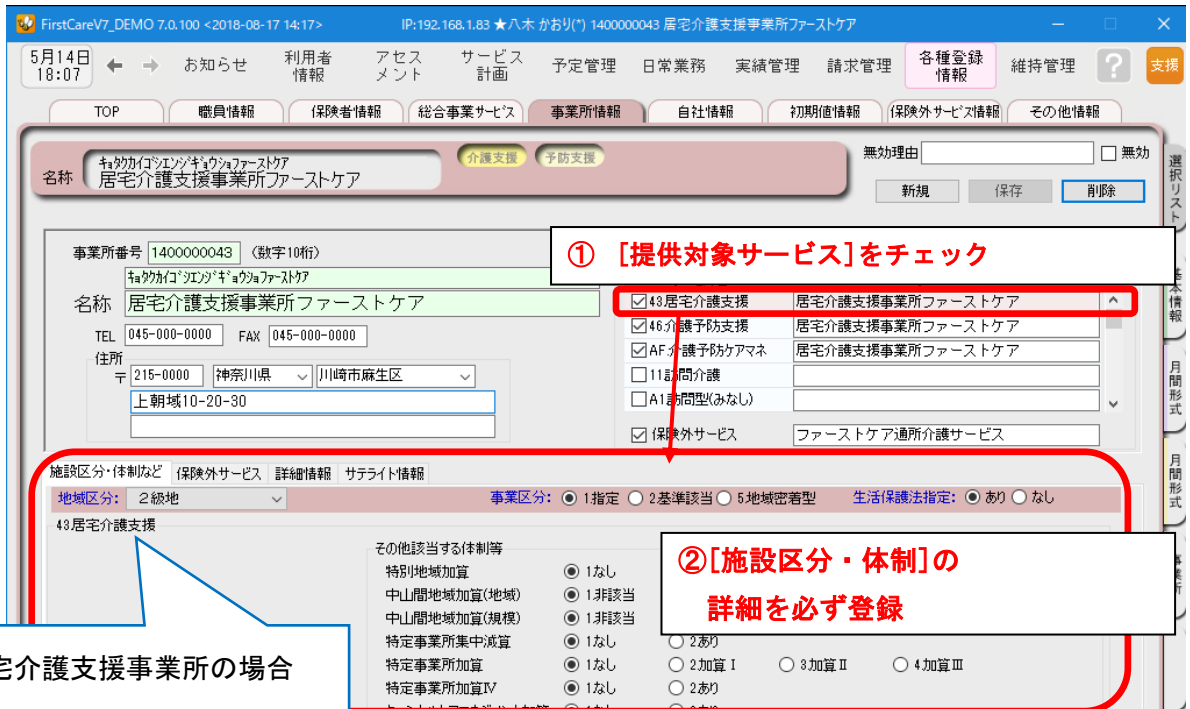 FirstCareV7_DEMO 7.0.100 <2018-08-17 14:17> IP:192.168.1.83 ★八木 かおり(*) 1400000043 居宅介護支援事業所ファーストケア
5月14日
18:07
お知らせ
利用者
情報
アセス
メント
サービス
計画
予定管理
日常業務
実績管理
請求管理
各種登録
情報
維持管理
?
支援
TOP 職員情報 保険者情報 総合事業サービス 事業所情報 自社情報 初期値情報 保険外サービス情報 その他情報
名称
キョタクカイゴシエンジギョウショファーストケア
居宅介護支援事業所ファーストケア
介護支援 予防支援
無効理由 無効
新規 保存 削除
選択リスト
事業所番号 1400000043 (数字10桁)
キョタクカイゴシエンジギョウショファーストケア
名称 居宅介護支援事業所ファーストケア
TEL 045-000-0000 FAX 045-000-0000
住所
〒 215-0000 神奈川県 川崎市麻生区
上朝域10-20-30
① [提供対象サービス]をチェック
43.居宅介護支援 居宅介護支援事業所ファーストケア
46.介護予防支援 居宅介護支援事業所ファーストケア
AF.介護予防ケアマネ 居宅介護支援事業所ファーストケア
11訪問介護
A1訪問型(みなし)
保険外サービス ファーストケア通所介護サービス
本情報
月間形式
月間形式
施設区分・体制など 保険外サービス 詳細情報 サテライト情報
地域区分: 2級地 事業区分: 1指定 2基準該当 5地域密着型 生活保護法指定: あり なし
43居宅介護支援
その他該当する体制等
特別地域加算 1なし
中山間地域加算(地域) 1.非該当
中山間地域加算(規模) 1.非該当
特定事業所集中減算 1なし 2あり
特定事業所加算 1なし 2加算Ⅰ 3加算Ⅱ 4加算Ⅲ
特定事業所加算Ⅳ 1なし 2あり
②[施設区分・体制]の
詳細を必ず登録
宅介護支援事業所の場合